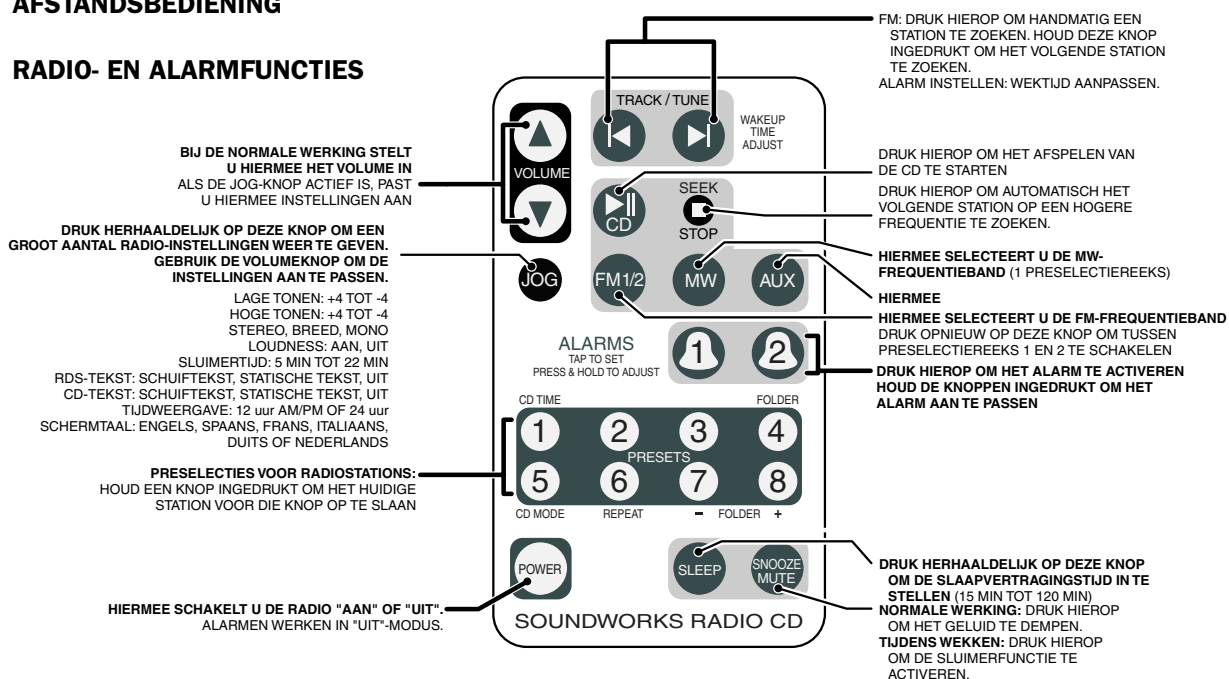 AFSTANDSBEDIENING
RADIO- EN ALARMFUNCTIES
FM: DRUK HIEROP OM HANDMATIG EEN
STATION TE ZOEKEN. HOUD DEZE KNOP
INGEDRUKT OM HET VOLGENDE STATION
TE ZOEKEN.
ALARM INSTELLEN: WEKTIJD AANPASSEN.
TRACK / TUNE
WAKEUP
TIME
ADJUST
BIJ DE NORMALE WERKING STELT
U HIERMEE HET VOLUME IN
ALS DE JOG-KNOP ACTIEF IS, PAST
U HIERMEE INSTELLINGEN AAN
VOLUME
DRUK HIEROP OM HET AFSPELEN VAN
DE CD TE STARTEN
CD
SEEK
STOP
DRUK HIEROP OM AUTOMATISCH HET
VOLGENDE STATION OP EEN HOGERE
FREQUENTIE TE ZOEKEN.
DRUK HERHAALDELIJK OP DEZE KNOP OM EEN
GROOT AANTAL RADIO-INSTELLINGEN WEER TE GEVEN.
GEBRUIK DE VOLUMEKNOP OM DE
INSTELLINGEN AAN TE PASSEN.
LAGE TONEN: +4 TOT -4
HOGE TONEN: +4 TOT -4
STEREO, BREED, MONO
LOUDNESS: AAN, UIT
SLUIMERTIJD: 5 MIN TOT 22 MIN
RDS-TEKST: SCHUIFTEKST, STATISCHE TEKST, UIT
CD-TEKST: SCHUIFTEKST, STATISCHE TEKST, UIT
TIJDWEERGAVE: 12 uur AM/PM OF 24 uur
SCHERMTAAL: ENGELS, SPAANS, FRANS, ITALIAANS,
DUITS OF NEDERLANDS
JOG
FM1/2
MW
AUX
HIERMEE SELECTEERT U DE MW-
FREQUENTIEBAND (1 PRESELECTIEREEKS)
HIERMEE
HIERMEE SELECTEERT U DE FM-FREQUENTIEBAND
DRUK OPNIEUW OP DEZE KNOP OM TUSSEN
PRESELECTIEREEKS 1 EN 2 TE SCHAKELEN
ALARMS
TAP TO SET
PRESS & HOLD TO ADJUST
1
2
DRUK HIEROP OM HET ALARM TE ACTIVEREN
HOUD DE KNOPPEN INGEDRUKT OM HET
ALARM AAN TE PASSEN
CD TIME
FOLDER
1 2 3 4
PRESETS
5 6 7 8
CD MODE
REPEAT
– FOLDER +
PRESELECTIES VOOR RADIOSTATIONS:
HOUD EEN KNOP INGEDRUKT OM HET HUIDIGE
STATION VOOR DIE KNOP OP TE SLAAN
POWER
SLEEP
SNOOZE
MUTE
HIERMEE SCHAKELT U DE RADIO "AAN" OF "UIT".
ALARMEN WERKEN IN "UIT"-MODUS.
DRUK HERHAALDELIJK OP DEZE KNOP
OM DE SLAAPVERTRAGINGSTIJD IN TE
STELLEN (15 MIN TOT 120 MIN)
NORMALE WERKING: DRUK HIEROP
OM HET GELUID TE DEMPEN.
TIJDENS WEKKEN: DRUK HIEROP
OM DE SLUIMERFUNCTIE TE
ACTIVEREN.
SOUNDWORKS RADIO CD